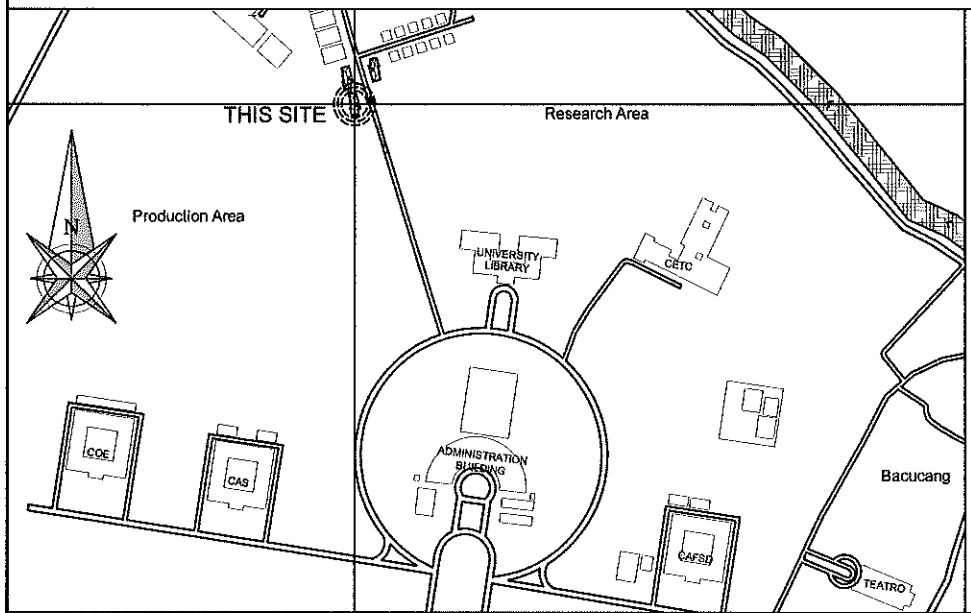 THIS SITE
Research Area
Production Area
N
UNIVERSITY
LIBRARY
CETC
COE
CAS
ADMINISTRATION
BUILDING
Bacucang
CAFSD
TEATRO